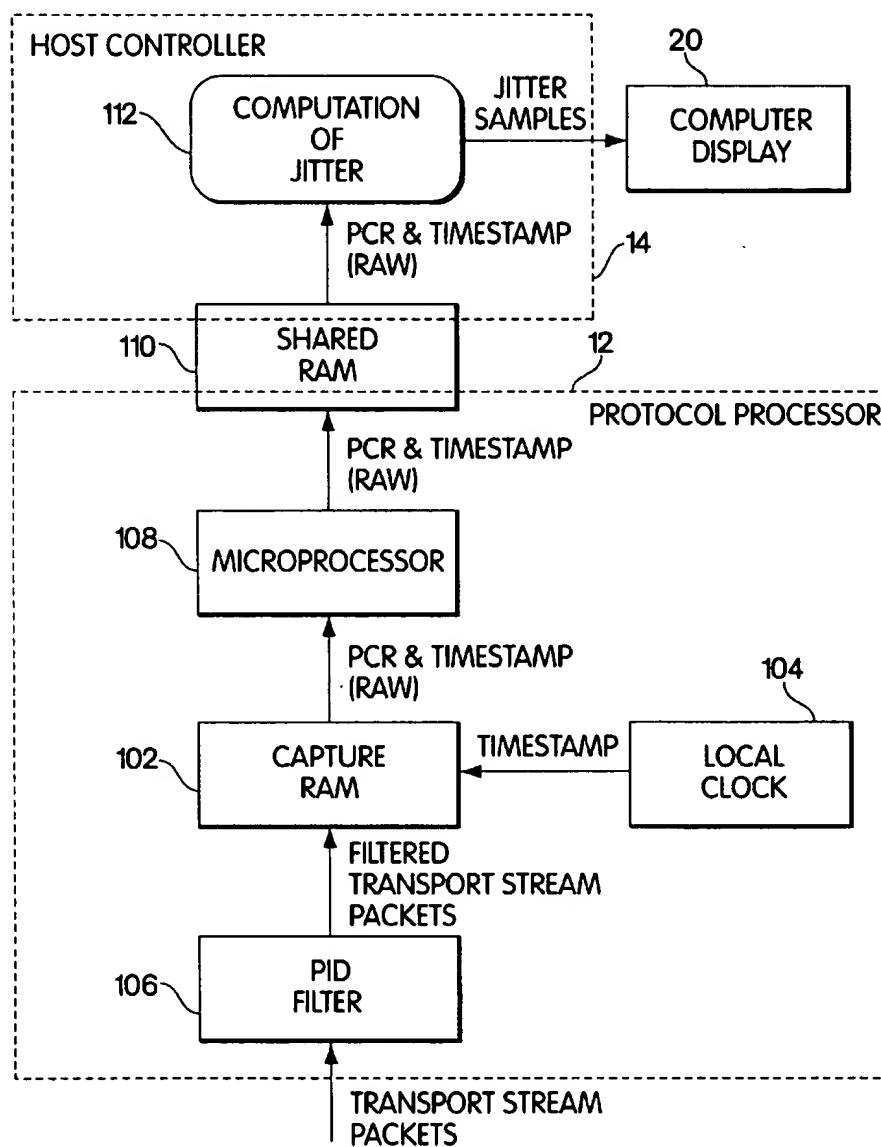 HOST CONTROLLER
20
112
COMPUTATION
OF
JITTER
JITTER
SAMPLES
COMPUTER
DISPLAY
PCR & TIMESTAMP
(RAW)
14
110
SHARED
RAM
12
PROTOCOL PROCESSOR
PCR & TIMESTAMP
(RAW)
108
MICROPROCESSOR
PCR & TIMESTAMP
(RAW)
104
102
CAPTURE
RAM
TIMESTAMP
LOCAL
CLOCK
FILTERED
TRANSPORT STREAM
PACKETS
106
PID
FILTER
TRANSPORT STREAM
PACKETS